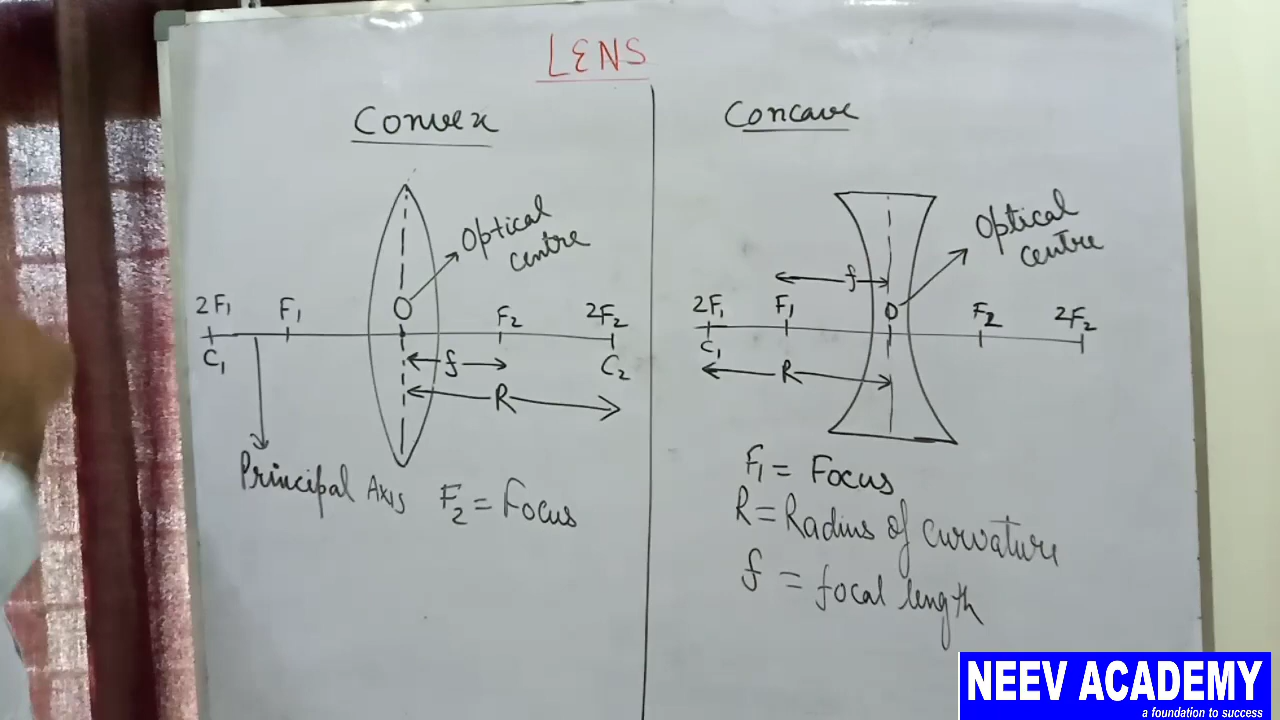 LENS
Convex
Optical
centre
2F₁ F₁ O F₂ 2F₂
C₁ f C₂
R
Principal Axis
F₂ = Focus
Concave
Optical
centre
f
2F₁ F₁ O F₂ 2F₂
C₁
R
F₁ = Focus
R = Radius of curvature
f = focal length
NEEV ACADEMY
a foundation to success